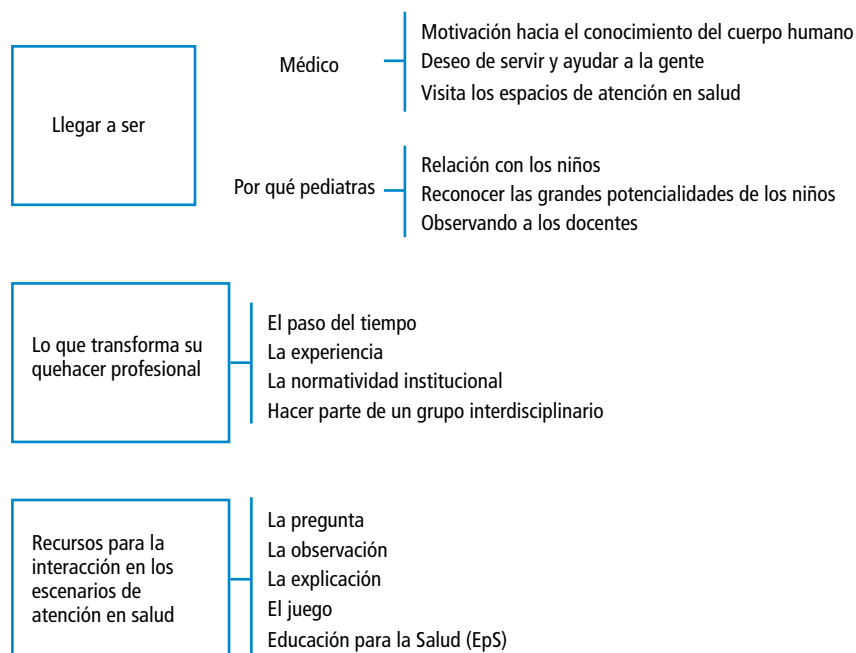 Llegar a ser
Médico
Motivación hacia el conocimiento del cuerpo humano
Deseo de servir y ayudar a la gente
Visita los espacios de atención en salud
Por qué pediatras
Relación con los niños
Reconocer las grandes potencialidades de los niños
Observando a los docentes
Lo que transforma su
quehacer profesional
El paso del tiempo
La experiencia
La normatividad institucional
Hacer parte de un grupo interdisciplinario
Recursos para la
interacción en los
escenarios de
atención en salud
La pregunta
La observación
La explicación
El juego
Educación para la Salud (EpS)